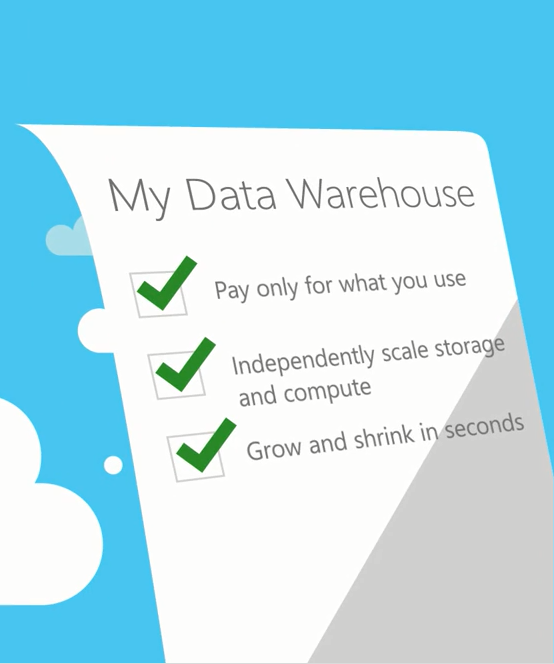 My Data Warehouse
Pay only for what you use
Independently scale storage
and compute
Grow and shrink in seconds